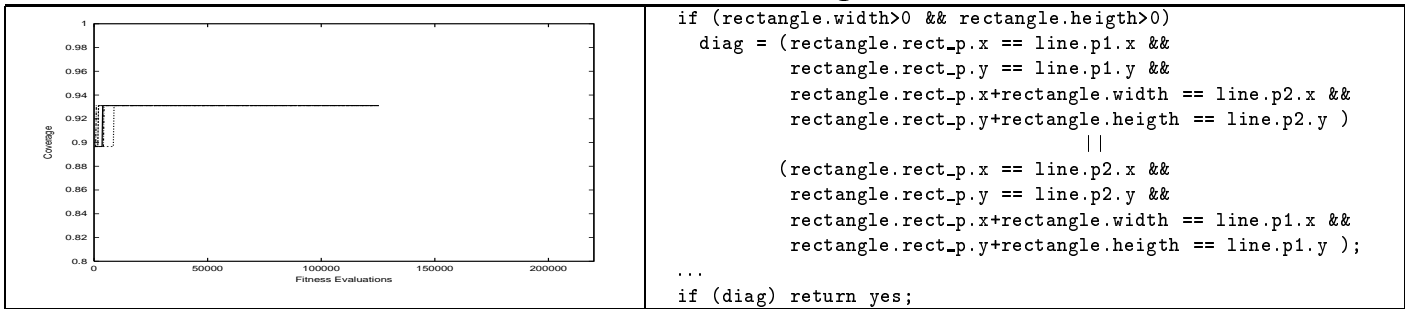 1
0.98
0.96
0.94
0.92
0.9
0.88
0.86
0.84
0.82
0.8
Coverage
0 50000 100000 150000 200000
Fitness Evaluations
if (rectangle.width>0 && rectangle.heigth>0)
diag = (rectangle.rect_p.x == line.p1.x &&
rectangle.rect_p.y == line.p1.y &&
rectangle.rect_p.x+rectangle.width == line.p2.x &&
rectangle.rect_p.y+rectangle.heigth == line.p2.y )
||
(rectangle.rect_p.x == line.p2.x &&
rectangle.rect_p.y == line.p2.y &&
rectangle.rect_p.x+rectangle.width == line.p1.x &&
rectangle.rect_p.y+rectangle.heigth == line.p1.y );
...
if (diag) return yes;